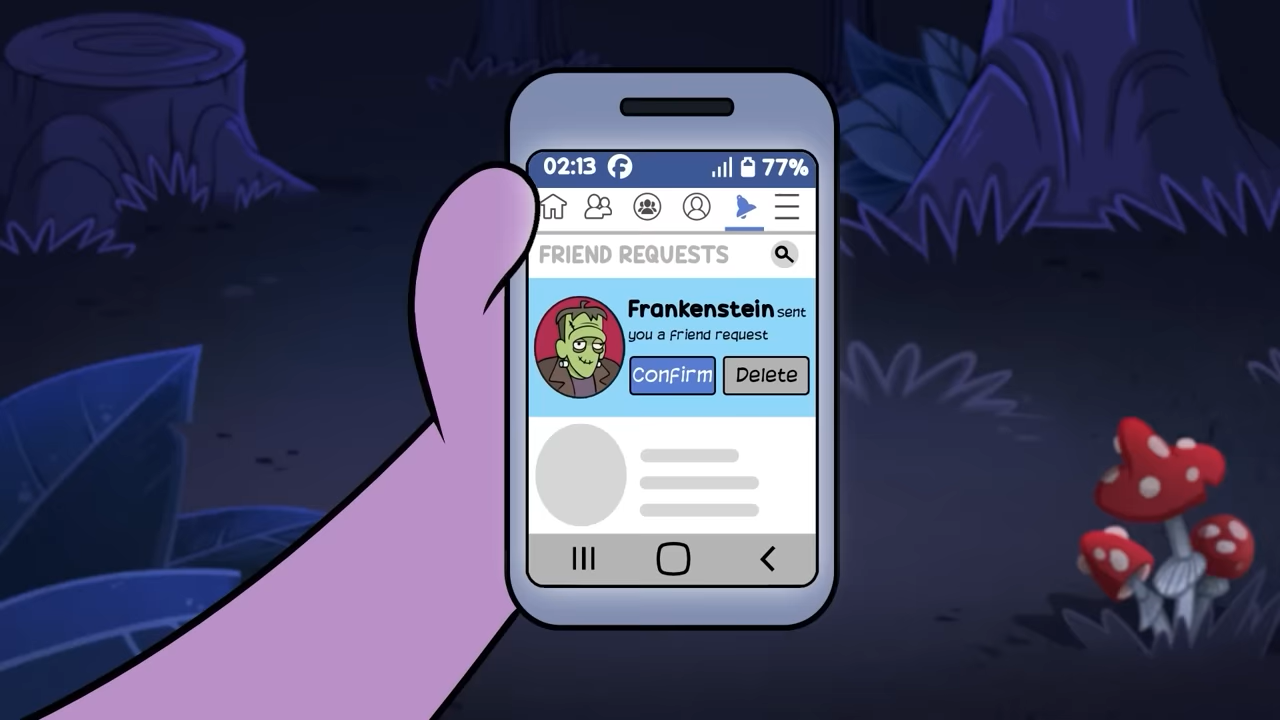 02:13 77%
FRIEND REQUESTS
Frankenstein sent
you a friend request
Confirm Delete